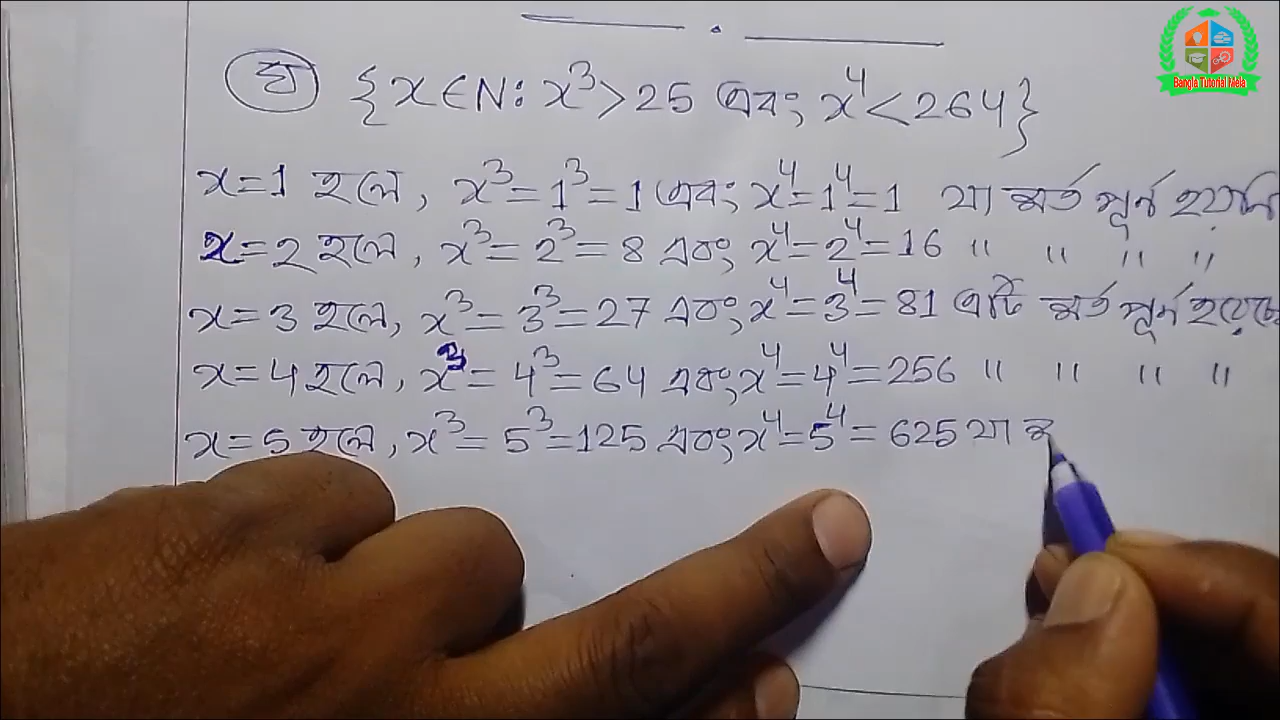 Bangla Tutorial Mela
ঘ {x∈N: x³>25 এবং x⁴<264}
x=1 হলে, x³=1³=1 এবং x⁴=1⁴=1 যা শর্ত পূর্ন হয়নি
x=2 হলে, x³=2³=8 এবং x⁴=2⁴=16 " " " "
x=3 হলে, x³=3³=27 এবং x⁴=3⁴=81 এটি শর্ত পূর্ন হয়েছে
x=4 হলে, x³=4³=64 এবং x⁴=4⁴=256 " " " "
x=5 হলে, x³=5³=125 এবং x⁴=5⁴=625 যা